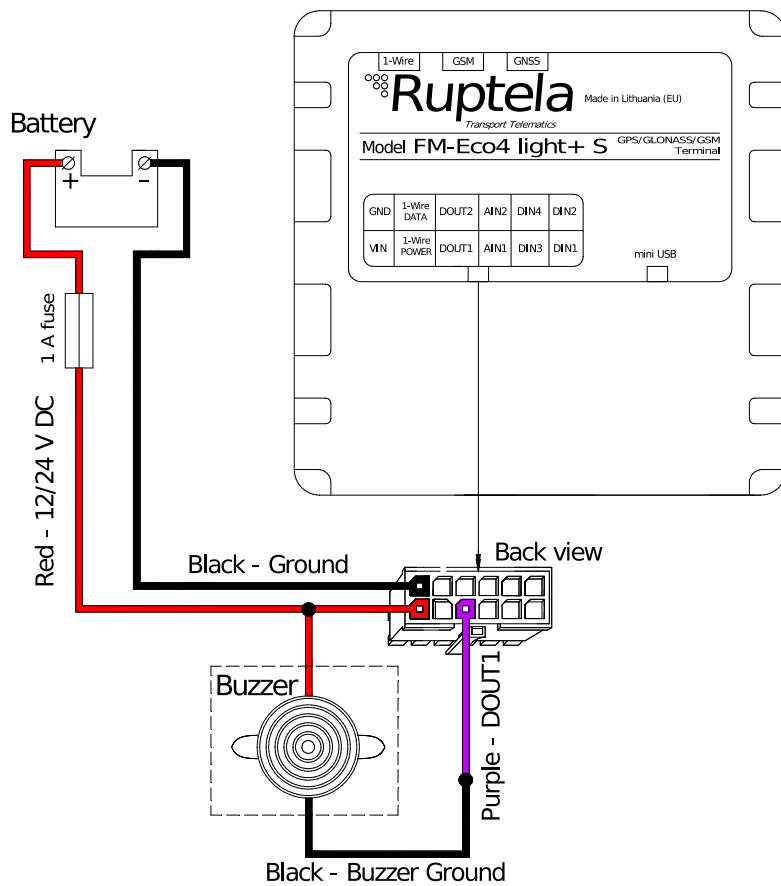 1-Wire GSM GNSS
Ruptela Made in Lithuania (EU)
Transport Telematics
Model FM-Eco4 light+ S GPS/GLONASS/GSM
Terminal
GND 1-Wire DATA DOUT2 AIN2 DIN4 DIN2
VIN 1-Wire POWER DOUT1 AIN1 DIN3 DIN1
mini USB
Battery
+ -
1 A fuse
Red - 12/24 V DC
Black - Ground
Back view
Buzzer
Purple - DOUT1
Black - Buzzer Ground